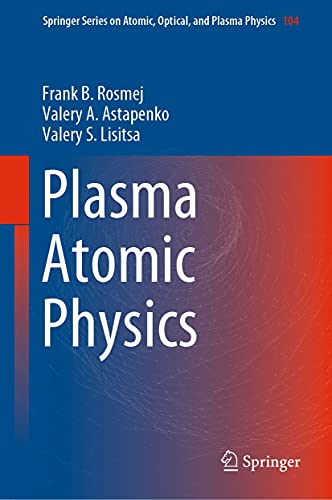 Springer Series on Atomic, Optical, and Plasma Physics 104
Frank B. Rosmej
Valery A. Astapenko
Valery S. Lisitsa
Plasma
Atomic
Physics
Springer